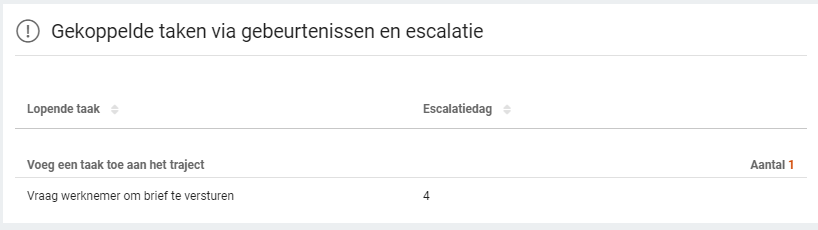 Gekoppelde taken via gebeurtenissen en escalatie
Lopende taak Escalatiedag
Voeg een taak toe aan het traject Aantal 1
Vraag werknemer om brief te versturen 4